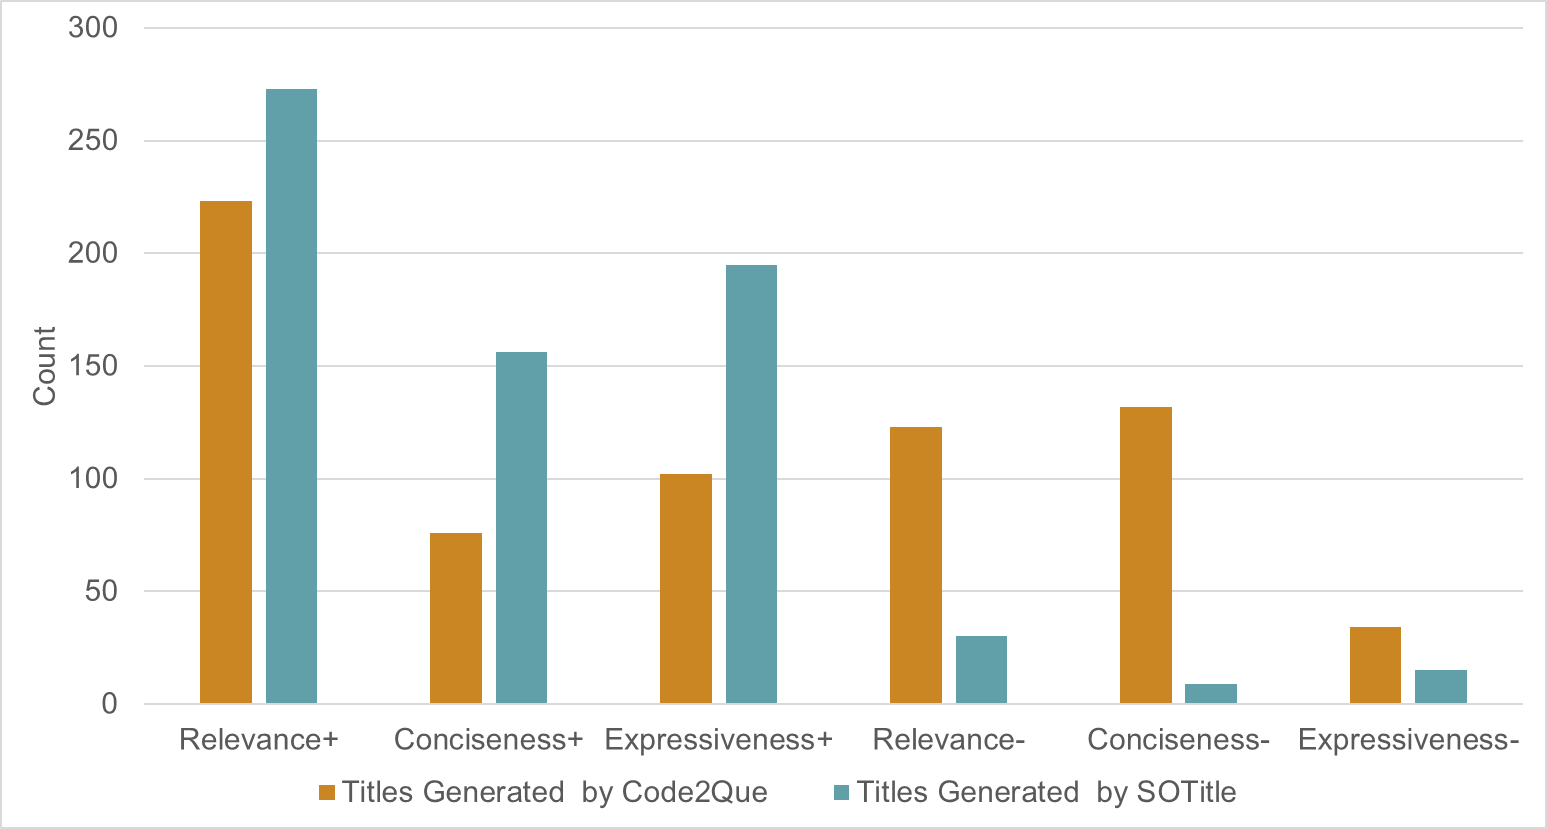 300
250
200
150
100
50
0
Count
Relevance+ Conciseness+ Expressiveness+ Relevance- Conciseness- Expressiveness-
Titles Generated  by Code2Que Titles Generated  by SOTitle